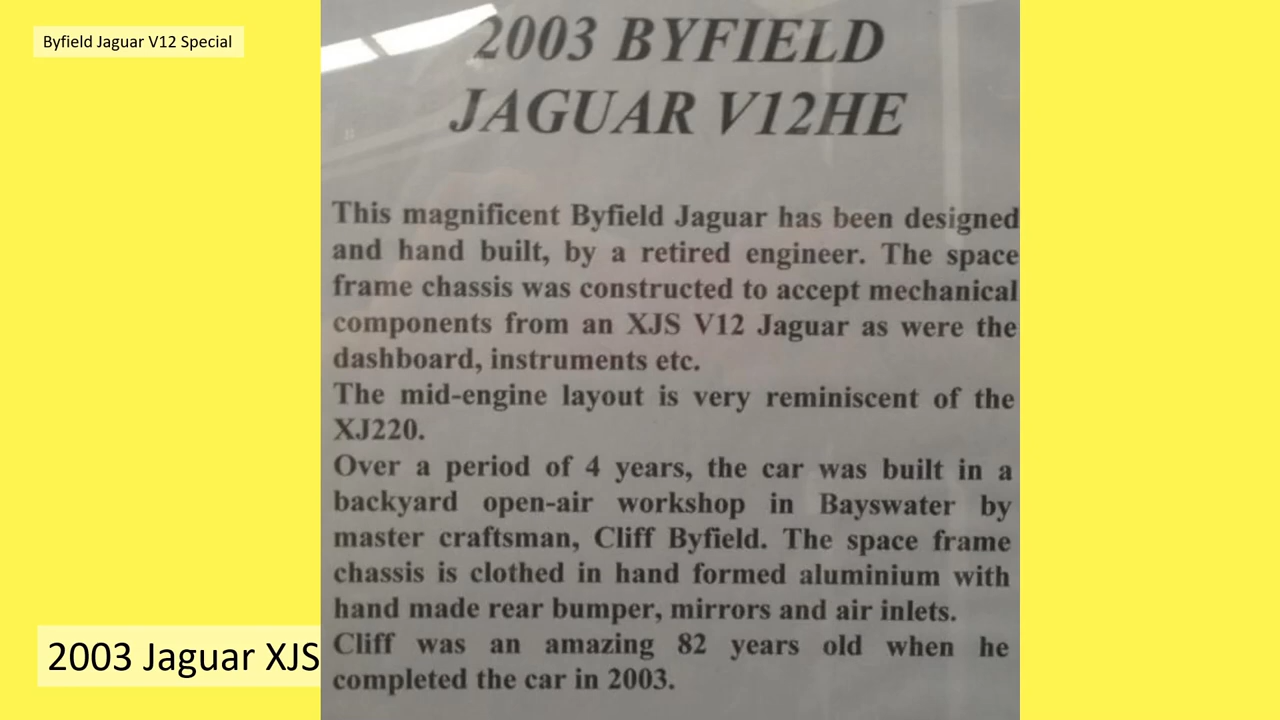 Byfield Jaguar V12 Special
2003 BYFIELD
JAGUAR V12HE
This magnificent Byfield Jaguar has been designed
and hand built, by a retired engineer. The space
frame chassis was constructed to accept mechanical
components from an XJS V12 Jaguar as were the
dashboard, instruments etc.
The mid-engine layout is very reminiscent of the
XJ220.
Over a period of 4 years, the car was built in a
backyard open-air workshop in Bayswater by
master craftsman, Cliff Byfield. The space frame
chassis is clothed in hand formed aluminium with
hand made rear bumper, mirrors and air inlets.
Cliff was an amazing 82 years old when he
completed the car in 2003.
2003 Jaguar XJS